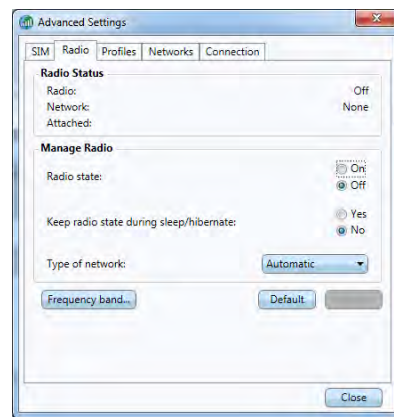 Advanced Settings
SIM Radio Profiles Networks Connection
Radio Status
Radio: Off
Network: None
Attached:
Manage Radio
Radio state: On
Off
Keep radio state during sleep/hibernate: Yes
No
Type of network: Automatic
Frequency band... Default
Close